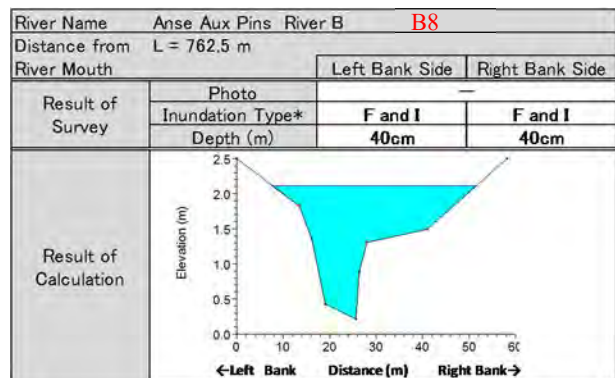 River Name Anse Aux Pins River B B8
Distance from River Mouth L = 762.5 m
Left Bank Side Right Bank Side
Result of Survey
Photo —
Inundation Type* F and I F and I
Depth (m) 40cm 40cm
Result of Calculation
Elevation (m)
2.5
2.0
1.5
1.0
0.5
0.0
0 10 20 30 40 50 60
←Left Bank Distance (m) Right Bank→